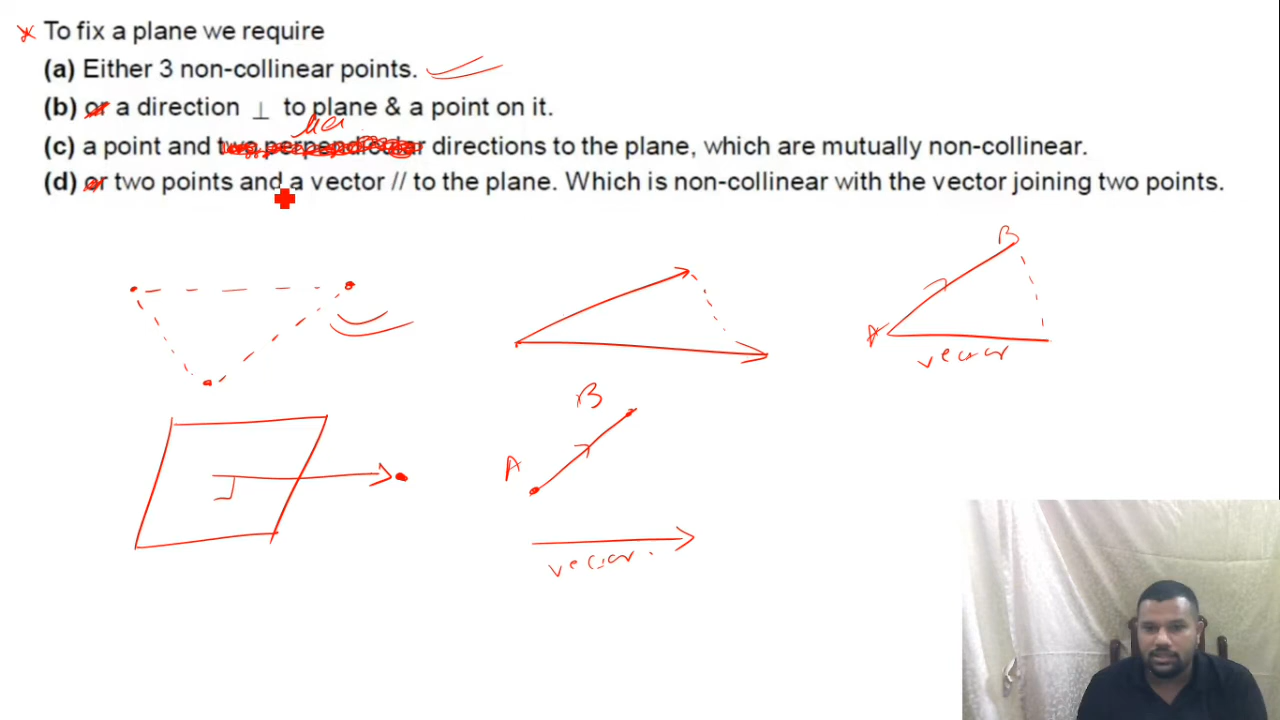 To fix a plane we require
(a) Either 3 non-collinear points.
(b) or a direction ⊥ to plane & a point on it.
(c) a point and two perpendicular directions to the plane, which are mutually non-collinear.
(d) or two points and a vector // to the plane. Which is non-collinear with the vector joining two points.
B
A
vector
B
A
vector.